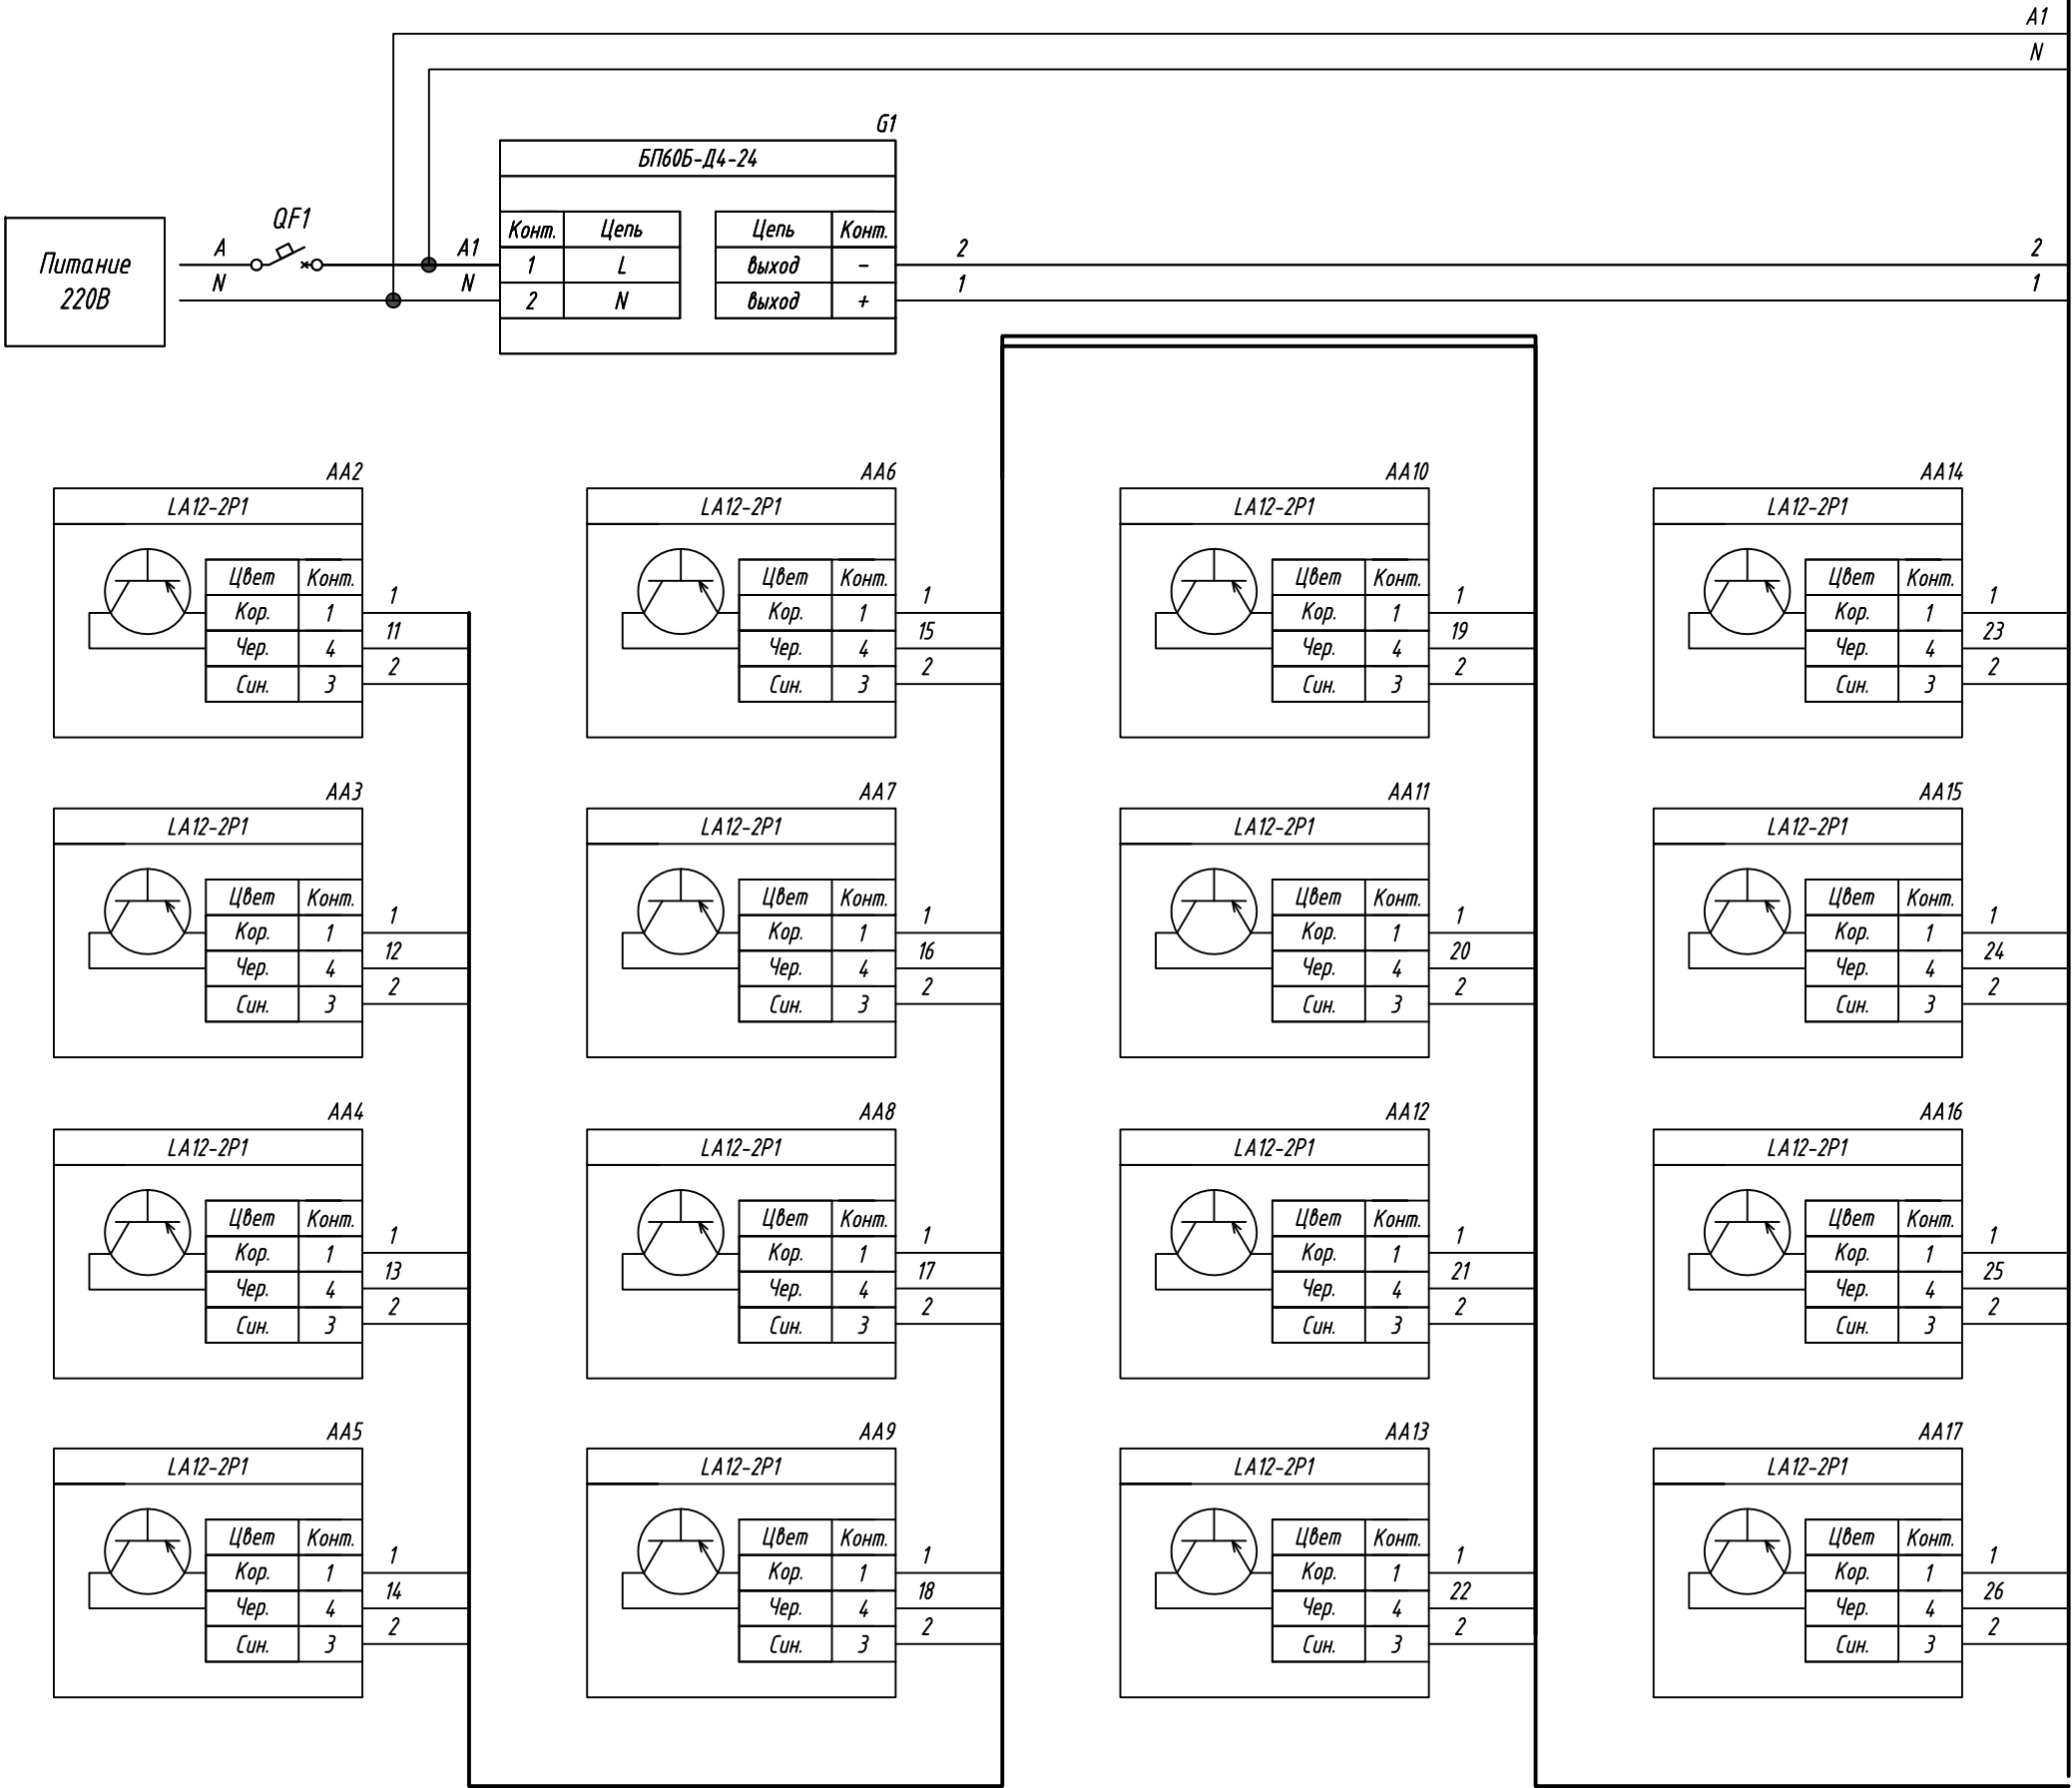 A1
N
G1
БП60Б-Д4-24
QF1
Питание
220В
A
N
A1
N
Конт. Цепь Цепь Конт.
1 L выход −
2 N выход +
2
1
2
1
AA2
LA12-2P1
Цвет Конт.
Кор. 1
Чер. 4
Син. 3
1
11
2
AA6
LA12-2P1
Цвет Конт.
Кор. 1
Чер. 4
Син. 3
1
15
2
AA10
LA12-2P1
Цвет Конт.
Кор. 1
Чер. 4
Син. 3
1
19
2
AA14
LA12-2P1
Цвет Конт.
Кор. 1
Чер. 4
Син. 3
1
23
2
AA3
LA12-2P1
Цвет Конт.
Кор. 1
Чер. 4
Син. 3
1
12
2
AA7
LA12-2P1
Цвет Конт.
Кор. 1
Чер. 4
Син. 3
1
16
2
AA11
LA12-2P1
Цвет Конт.
Кор. 1
Чер. 4
Син. 3
1
20
2
AA15
LA12-2P1
Цвет Конт.
Кор. 1
Чер. 4
Син. 3
1
24
2
AA4
LA12-2P1
Цвет Конт.
Кор. 1
Чер. 4
Син. 3
1
13
2
AA8
LA12-2P1
Цвет Конт.
Кор. 1
Чер. 4
Син. 3
1
17
2
AA12
LA12-2P1
Цвет Конт.
Кор. 1
Чер. 4
Син. 3
1
21
2
AA16
LA12-2P1
Цвет Конт.
Кор. 1
Чер. 4
Син. 3
1
25
2
AA5
LA12-2P1
Цвет Конт.
Кор. 1
Чер. 4
Син. 3
1
14
2
AA9
LA12-2P1
Цвет Конт.
Кор. 1
Чер. 4
Син. 3
1
18
2
AA13
LA12-2P1
Цвет Конт.
Кор. 1
Чер. 4
Син. 3
1
22
2
AA17
LA12-2P1
Цвет Конт.
Кор. 1
Чер. 4
Син. 3
1
26
2